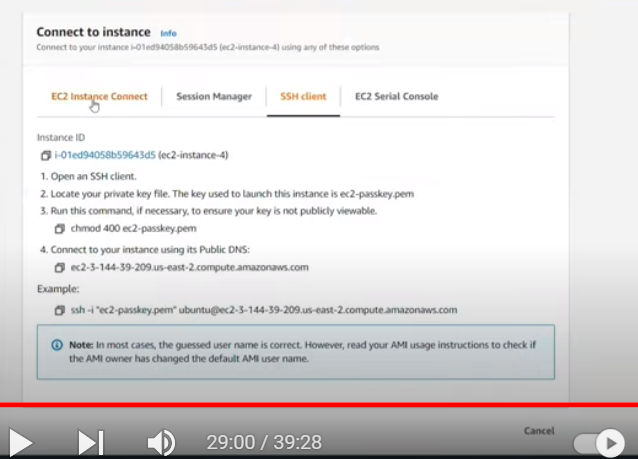 Connect to instance Info
Connect to your instance i-01ed94058b59643d5 (ec2-instance-4) using any of these options
EC2 Instance Connect Session Manager SSH client EC2 Serial Console
Instance ID
i-01ed94058b59643d5 (ec2-instance-4)
1. Open an SSH client.
2. Locate your private key file. The key used to launch this instance is ec2-passkey.pem
3. Run this command, if necessary, to ensure your key is not publicly viewable.
chmod 400 ec2-passkey.pem
4. Connect to your instance using its Public DNS:
ec2-3-144-39-209.us-east-2.compute.amazonaws.com
Example:
ssh -i "ec2-passkey.pem" ubuntu@ec2-3-144-39-209.us-east-2.compute.amazonaws.com
Note: In most cases, the guessed user name is correct. However, read your AMI usage instructions to check if
the AMI owner has changed the default AMI user name.
Cancel
29:00 / 39:28